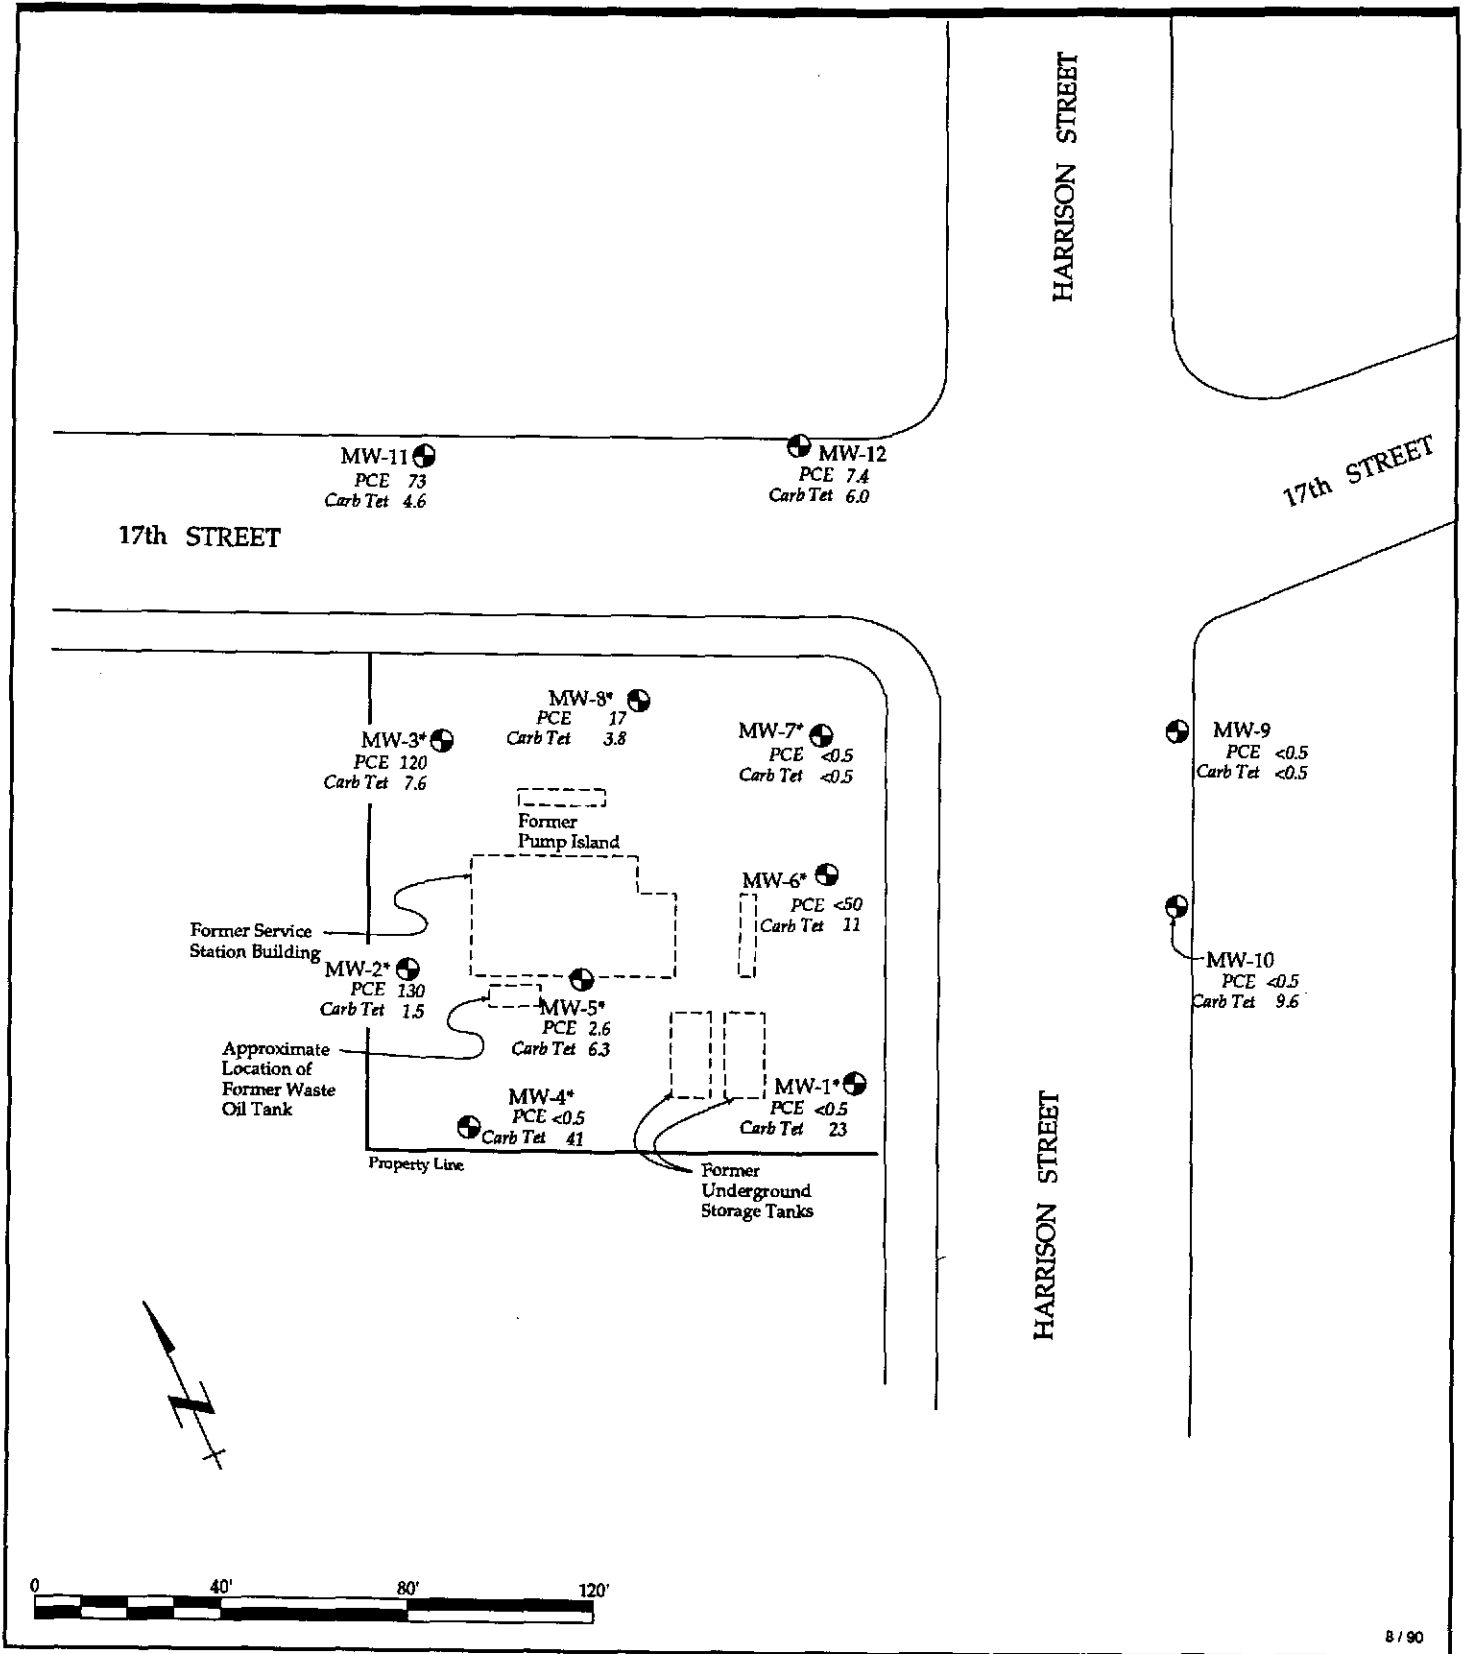 HARRISON STREET
17th STREET
MW-11
PCE 73
Carb Tet 4.6
MW-12
PCE 7.4
Carb Tet 6.0
17th STREET
MW-8*
PCE 17
Carb Tet 3.8
MW-3*
PCE 120
Carb Tet 7.6
MW-7*
PCE <0.5
Carb Tet <0.5
MW-9
PCE <0.5
Carb Tet <0.5
Former
Pump Island
MW-6*
PCE <50
Carb Tet 11
Former Service
Station Building
MW-2*
PCE 130
Carb Tet 1.5
MW-5*
PCE 2.6
Carb Tet 6.3
MW-10
PCE <0.5
Carb Tet 9.6
Approximate
Location of
Former Waste
Oil Tank
MW-4*
PCE <0.5
Carb Tet 41
MW-1*
PCE <0.5
Carb Tet 23
Property Line
Former
Underground
Storage Tanks
HARRISON STREET
N
0 40' 80' 120'
8 / 90